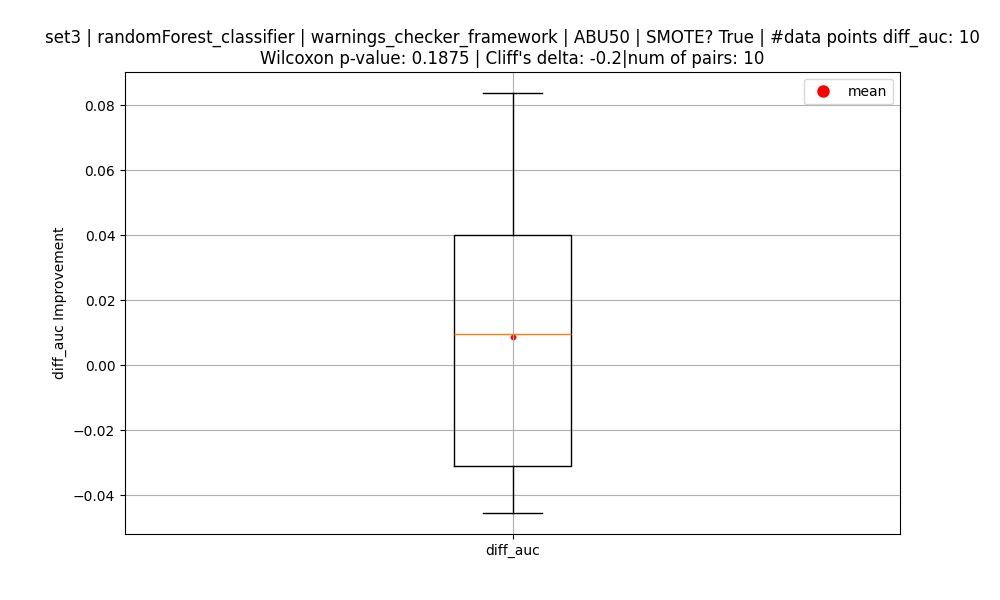 set3 | randomForest_classifier | warnings_checker_framework | ABU50 | SMOTE? True | #data points diff_auc: 10
Wilcoxon p-value: 0.1875 | Cliff's delta: -0.2|num of pairs: 10
mean
0.08
0.06
0.04
0.02
0.00
−0.02
−0.04
diff_auc Improvement
diff_auc